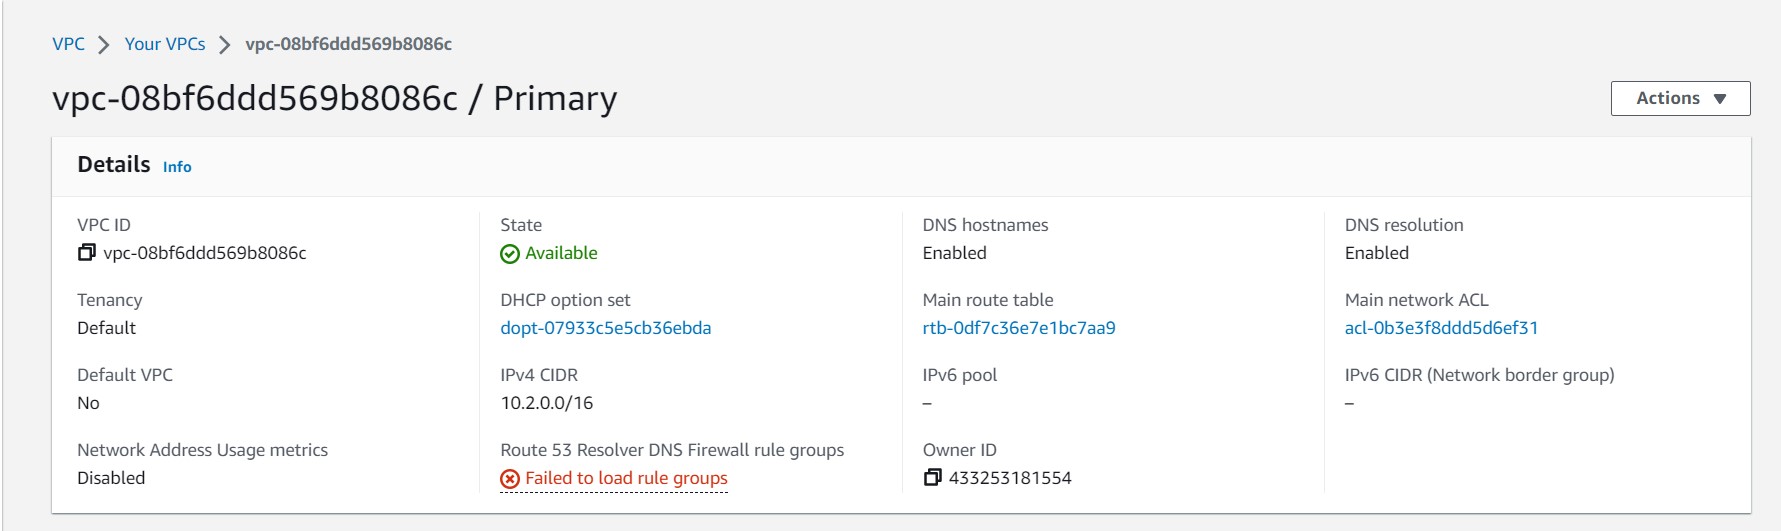 VPC > Your VPCs > vpc-08bf6ddd569b8086c
vpc-08bf6ddd569b8086c / Primary
Actions
Details Info
VPC ID
vpc-08bf6ddd569b8086c
State
Available
DNS hostnames
Enabled
DNS resolution
Enabled
Tenancy
Default
DHCP option set
dopt-07933c5e5cb36ebda
Main route table
rtb-0df7c36e7e1bc7aa9
Main network ACL
acl-0b3e3f8ddd5d6ef31
Default VPC
No
IPv4 CIDR
10.2.0.0/16
IPv6 pool
–
IPv6 CIDR (Network border group)
–
Network Address Usage metrics
Disabled
Route 53 Resolver DNS Firewall rule groups
Failed to load rule groups
Owner ID
433253181554